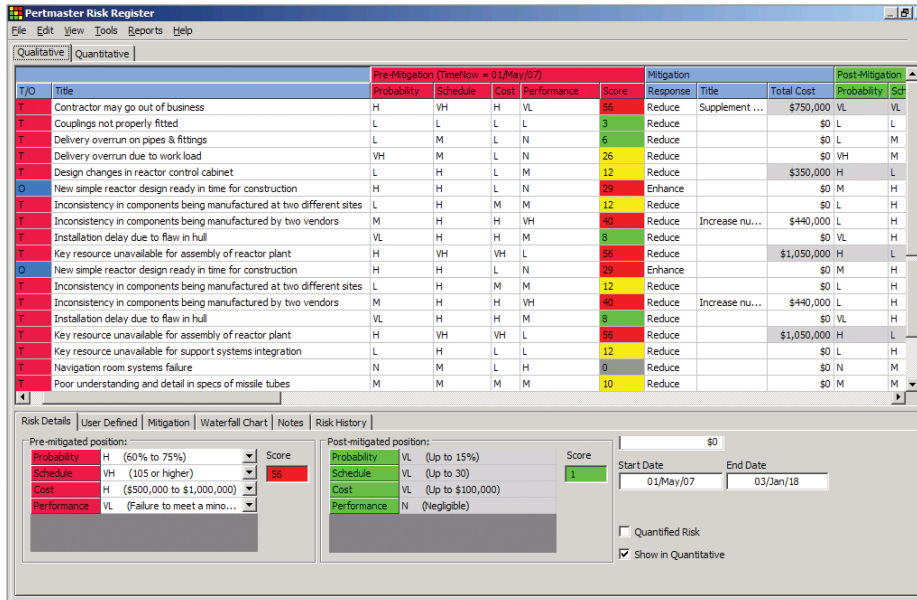 Pertmaster Risk Register
File Edit View Tools Reports Help
Qualitative Quantitative
Pre-Mitigation (TimeNow = 01/May/07) Mitigation Post-Mitigation
T/O Title Probability Schedule Cost Performance Score Response Title Total Cost Probability Sch
T Contractor may go out of business H VH H VL 56 Reduce Supplement ... $750,000 VL VL
T Couplings not properly fitted L L L L 3 Reduce $0 L L
T Delivery overrun on pipes & fittings L M L N 6 Reduce $0 L M
T Delivery overrun due to work load VH M L N 26 Reduce $0 VH M
T Design changes in reactor control cabinet L H L M 12 Reduce $350,000 H L
O New simple reactor design ready in time for construction H H L N 29 Enhance $0 M H
T Inconsistency in components being manufactured at two different sites L H M M 12 Reduce $0 L H
T Inconsistency in components being manufactured by two vendors M H H VH 40 Reduce Increase nu... $440,000 L H
T Installation delay due to flaw in hull VL H H M 8 Reduce $0 VL H
T Key resource unavailable for assembly of reactor plant H VH VH L 56 Reduce $1,050,000 H L
O New simple reactor design ready in time for construction H H L N 29 Enhance $0 M H
T Inconsistency in components being manufactured at two different sites L H M M 12 Reduce $0 L H
T Inconsistency in components being manufactured by two vendors M H H VH 40 Reduce Increase nu... $440,000 L H
T Installation delay due to flaw in hull VL H H M 8 Reduce $0 VL H
T Key resource unavailable for assembly of reactor plant H VH VH L 56 Reduce $1,050,000 H L
T Key resource unavailable for support systems integration L H L L 12 Reduce $0 L H
T Navigation room systems failure N M L H 0 Reduce $0 N M
T Poor understanding and detail in specs of missile tubes M M M M 10 Reduce $0 M M
Risk Details User Defined Mitigation Waterfall Chart Notes Risk History
Pre-mitigated position: Post-mitigated position: $0
Probability H (60% to 75%) Score Probability VL (Up to 15%) Score
Schedule VH (105 or higher) 56 Schedule VL (Up to 30) 1 Start Date End Date
Cost H ($500,000 to $1,000,000) Cost VL (Up to $100,000) 01/May/07 03/Jan/18
Performance VL (Failure to meet a mino... Performance N (Negligible)
Quantified Risk
Show in Quantitative